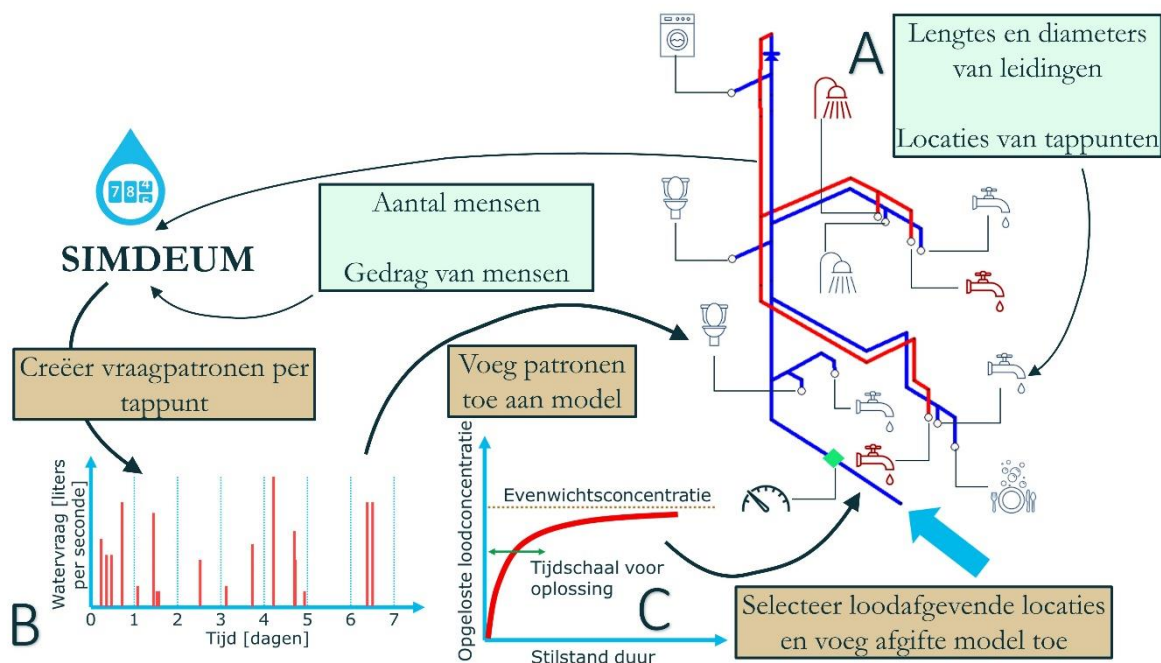 A
Lengtes en diameters
van leidingen
Locaties van tappunten
SIMDEUM
Aantal mensen
Gedrag van mensen
Creëer vraagpatronen per
tappunt
Voeg patronen
toe aan model
B
Watervraag [liters
per seconde]
0 1 2 3 4 5 6 7
Tijd [dagen]
Opgeloste loodconcentratie
Evenwichtsconcentratie
Tijdschaal voor
oplossing
C
Stilstand duur
Selecteer loodafgevende locaties
en voeg afgifte model toe